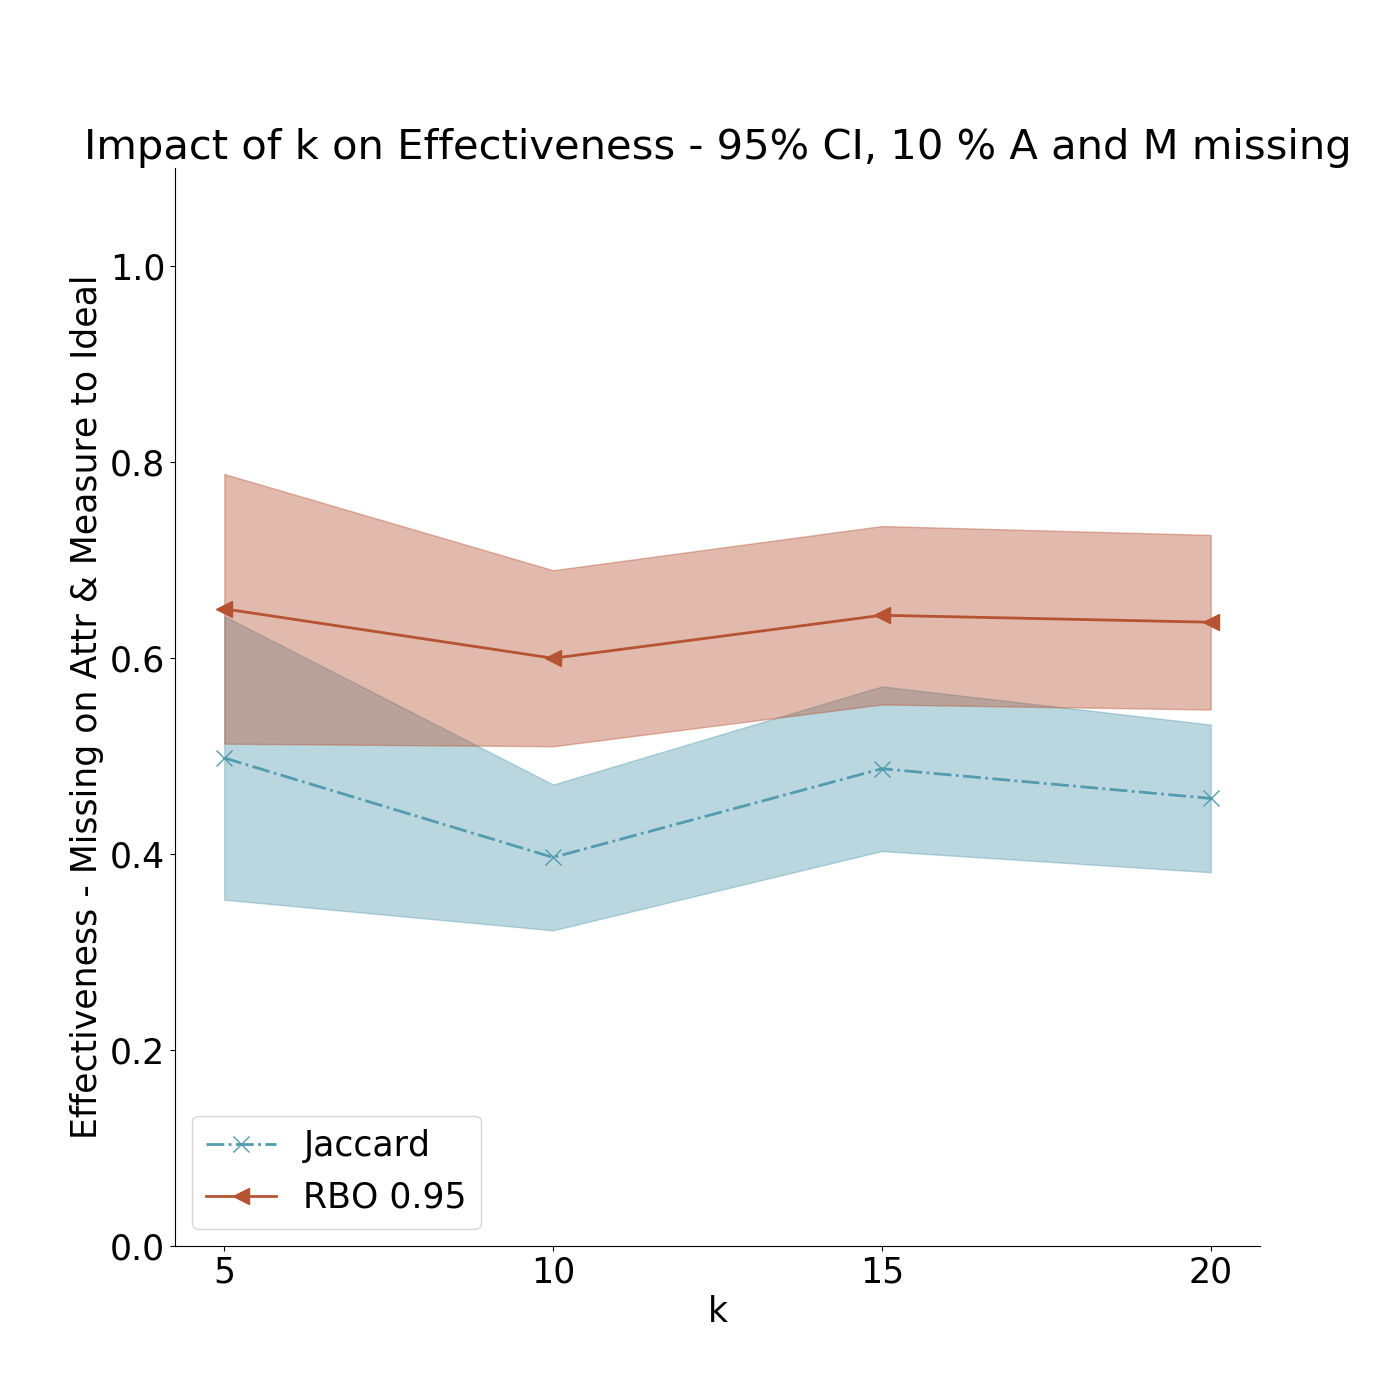 Impact of k on Effectiveness - 95% CI, 10 % A and M missing
Effectiveness - Missing on Attr & Measure to Ideal
1.0
0.8
0.6
0.4
0.2
0.0
Jaccard
RBO 0.95
5 10 15 20
k